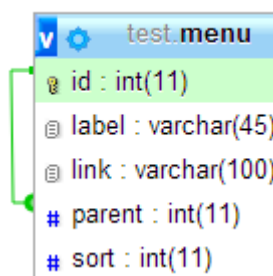 v test.menu
id : int(11)
label : varchar(45)
link : varchar(100)
# parent : int(11)
# sort : int(11)